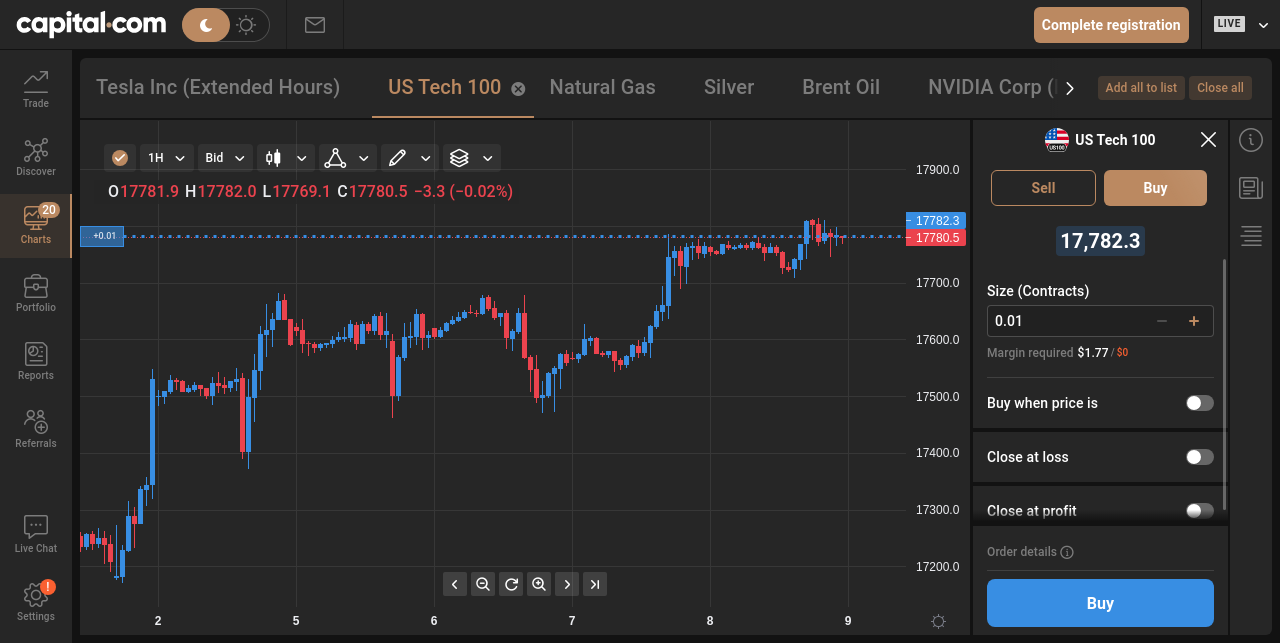 capital.com
Complete registration
LIVE
Trade
Discover
20
Charts
Portfolio
Reports
Referrals
Live Chat
!
Settings
Tesla Inc (Extended Hours)
US Tech 100
Natural Gas
Silver
Brent Oil
NVIDIA Corp (
Add all to list
Close all
1H
Bid
O17781.9 H17782.0 L17769.1 C17780.5 −3.3 (−0.02%)
+0.01
17900.0
17782.3
17780.5
17700.0
17600.0
17500.0
17400.0
17300.0
17200.0
2 3 4 5 6 7 8 9
US100
US Tech 100
Sell
Buy
17,782.3
Size (Contracts)
0.01
− +
Margin required $1.77 / $0
Buy when price is
Close at loss
Close at profit
Order details
Buy